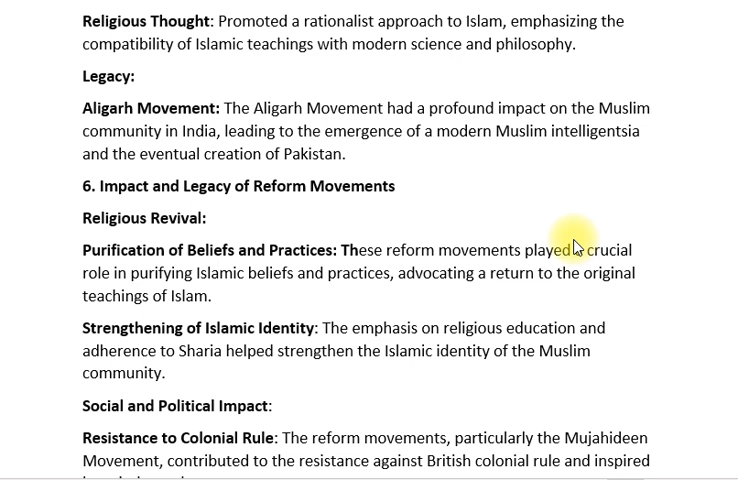 Religious Thought: Promoted a rationalist approach to Islam, emphasizing the
compatibility of Islamic teachings with modern science and philosophy.
Legacy:
Aligarh Movement: The Aligarh Movement had a profound impact on the Muslim
community in India, leading to the emergence of a modern Muslim intelligentsia
and the eventual creation of Pakistan.
6. Impact and Legacy of Reform Movements
Religious Revival:
Purification of Beliefs and Practices: These reform movements played crucial
role in purifying Islamic beliefs and practices, advocating a return to the original
teachings of Islam.
Strengthening of Islamic Identity: The emphasis on religious education and
adherence to Sharia helped strengthen the Islamic identity of the Muslim
community.
Social and Political Impact:
Resistance to Colonial Rule: The reform movements, particularly the Mujahideen
Movement, contributed to the resistance against British colonial rule and inspired